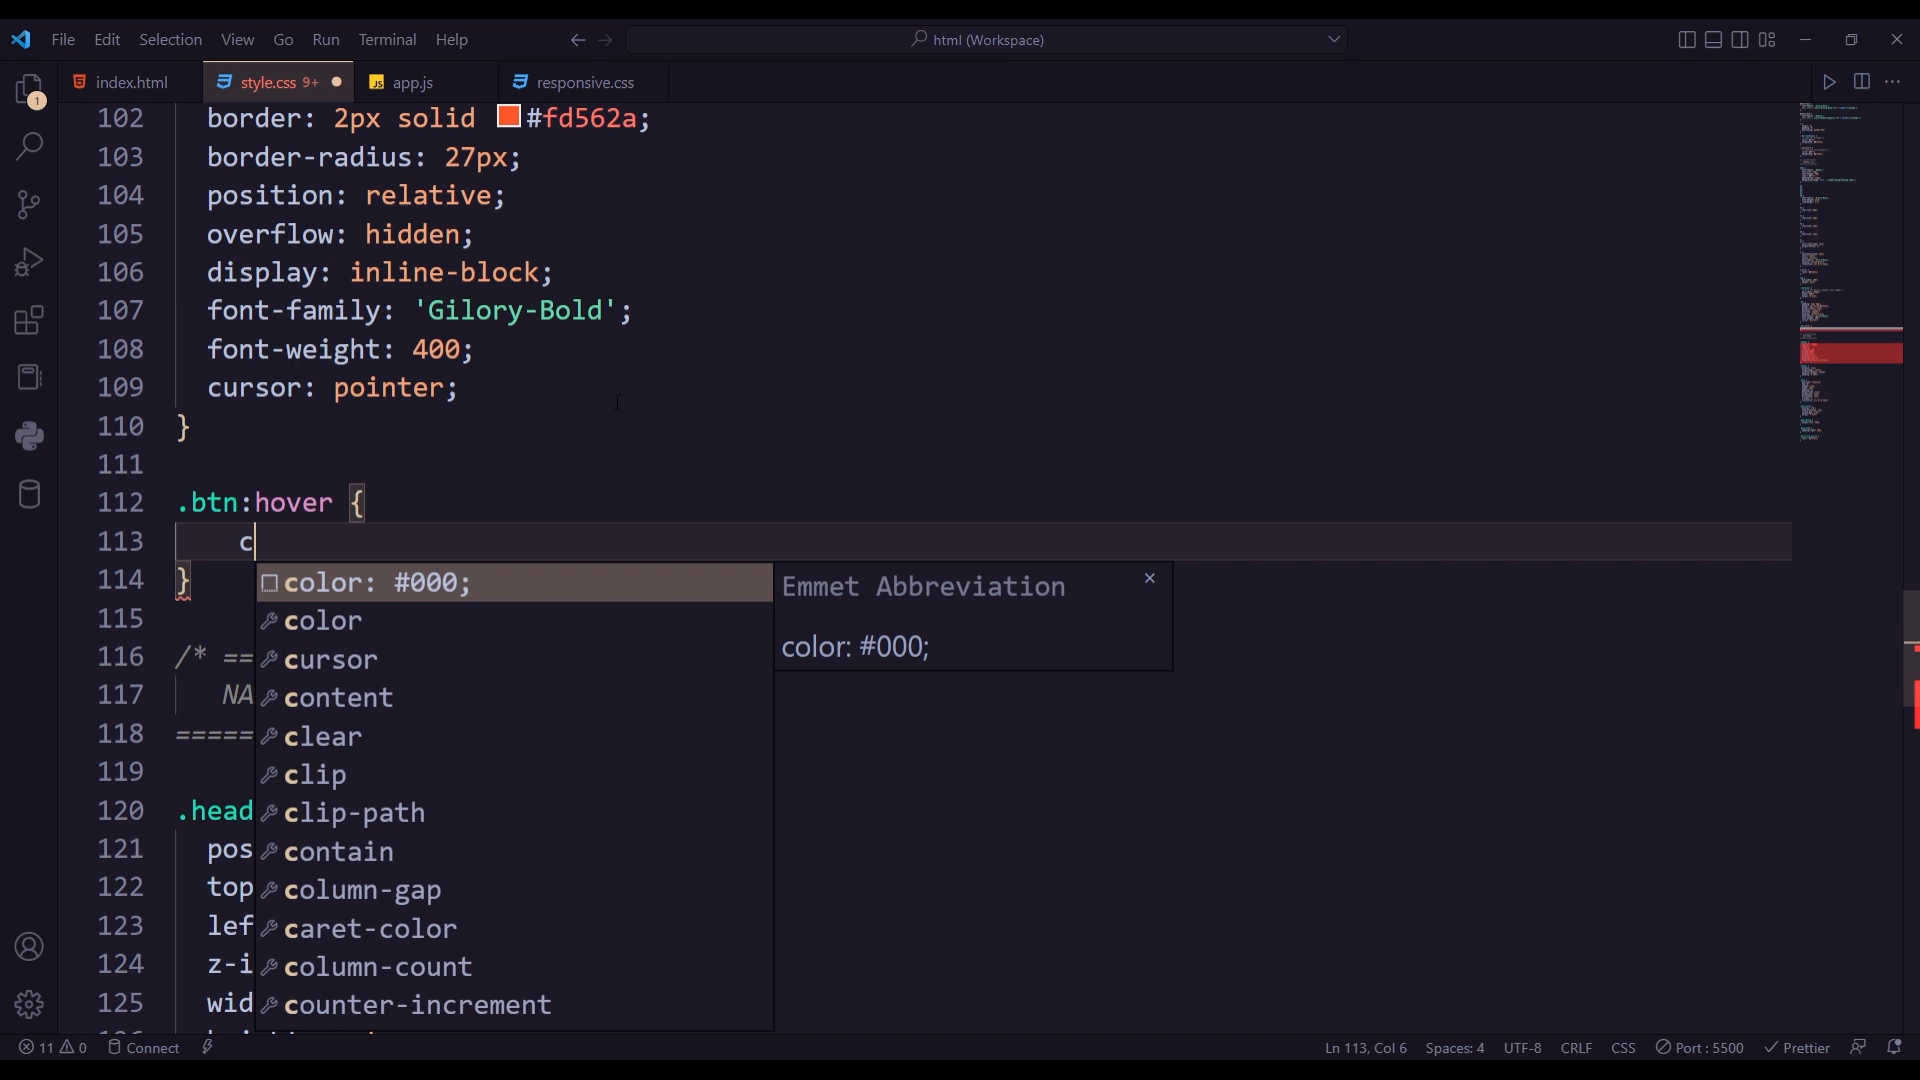 File Edit Selection View Go Run Terminal Help
html (Workspace)
1
index.html style.css 9+ JS app.js responsive.css
102 border: 2px solid #fd562a;
103 border-radius: 27px;
104 position: relative;
105 overflow: hidden;
106 display: inline-block;
107 font-family: 'Gilory-Bold';
108 font-weight: 400;
109 cursor: pointer;
110 }
111
112 .btn:hover {
113 c
114 }
115
116 /* ==
117 NA
118 =====
119
120 .head
121 pos
122 top
123 lef
124 z-i
125 wid
color: #000;
color
cursor
content
clear
clip
clip-path
contain
column-gap
caret-color
column-count
counter-increment
Emmet Abbreviation ×
color: #000;
11 0 Connect Ln 113, Col 6 Spaces: 4 UTF-8 CRLF CSS Port : 5500 Prettier